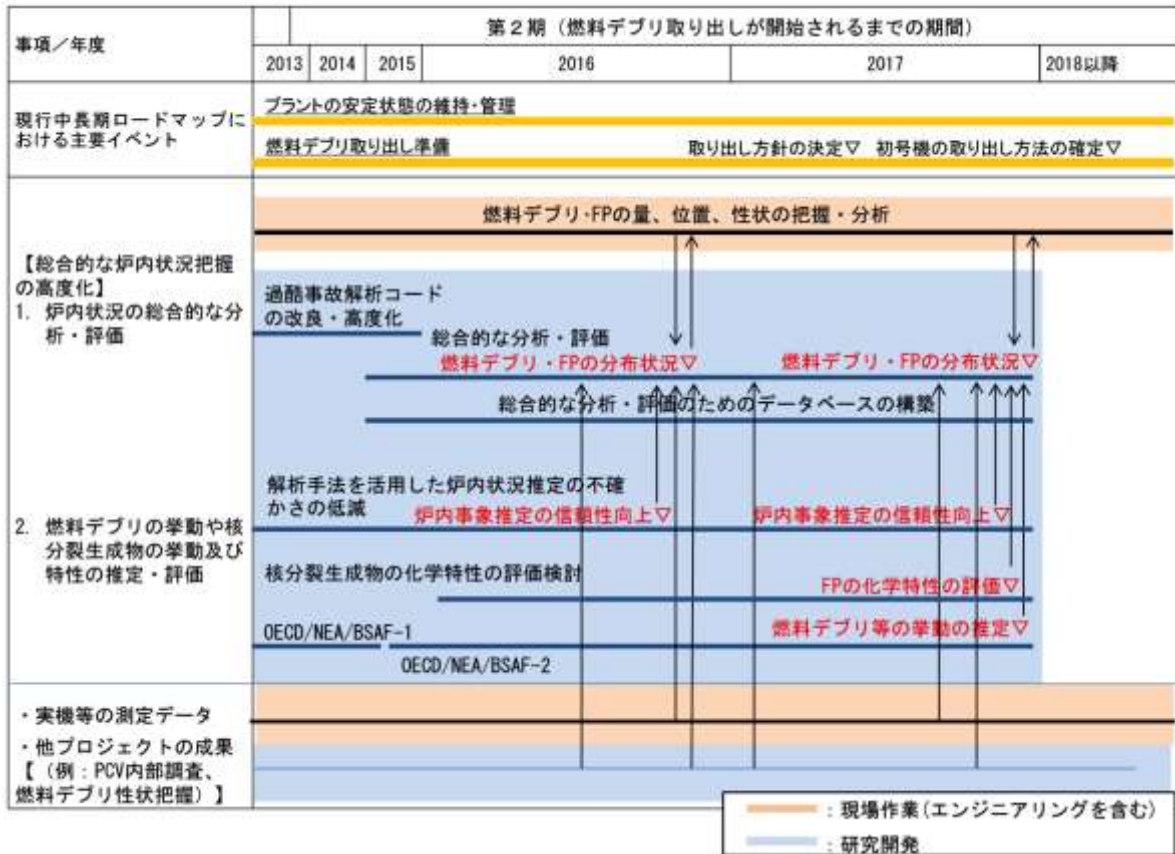 事項／年度
第２期（燃料デブリ取り出しが開始されるまでの期間）
2013
2014
2015
2016
2017
2018以降
現行中長期ロードマップに
おける主要イベント
プラントの安定状態の維持・管理
燃料デブリ取り出し準備
取り出し方針の決定▽
初号機の取り出し方法の確定▽
燃料デブリ・FPの量、位置、性状の把握・分析
【総合的な炉内状況把握
の高度化】
1. 炉内状況の総合的な分
析・評価
過酷事故解析コード
の改良・高度化
総合的な分析・評価
燃料デブリ・FPの分布状況▽
燃料デブリ・FPの分布状況▽
総合的な分析・評価のためのデータベースの構築
2. 燃料デブリの挙動や核
分裂生成物の挙動及び
特性の推定・評価
解析手法を活用した炉内状況推定の不確
かさの低減
炉内事象推定の信頼性向上▽
炉内事象推定の信頼性向上▽
核分裂生成物の化学特性の評価検討
FPの化学特性の評価▽
OECD/NEA/BSAF-1
燃料デブリ等の挙動の推定▽
OECD/NEA/BSAF-2
・実機等の測定データ
・他プロジェクトの成果
【（例：PCV内部調査、
燃料デブリ性状把握）】
：現場作業(エンジニアリングを含む)
：研究開発